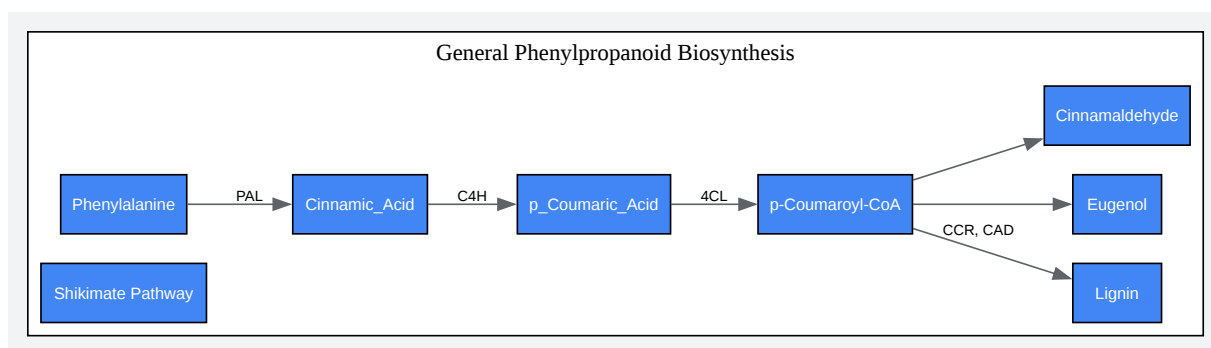 General Phenylpropanoid Biosynthesis
Cinnamaldehyde
Phenylalanine
PAL
Cinnamic_Acid
C4H
p_Coumaric_Acid
4CL
p-Coumaroyl-CoA
Eugenol
CCR, CAD
Shikimate Pathway
Lignin